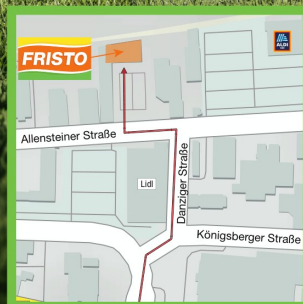 FRISTO
ALDI
Allensteiner Straße
Lidl
Danziger Straße
Königsberger Straße